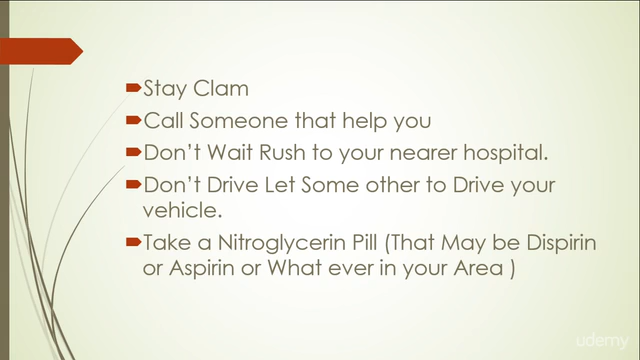 Stay Clam
Call Someone that help you
Don't Wait Rush to your nearer hospital.
Don't Drive Let Some other to Drive your
vehicle.
Take a Nitroglycerin Pill (That May be Dispirin
or Aspirin or What ever in your Area )
udemy